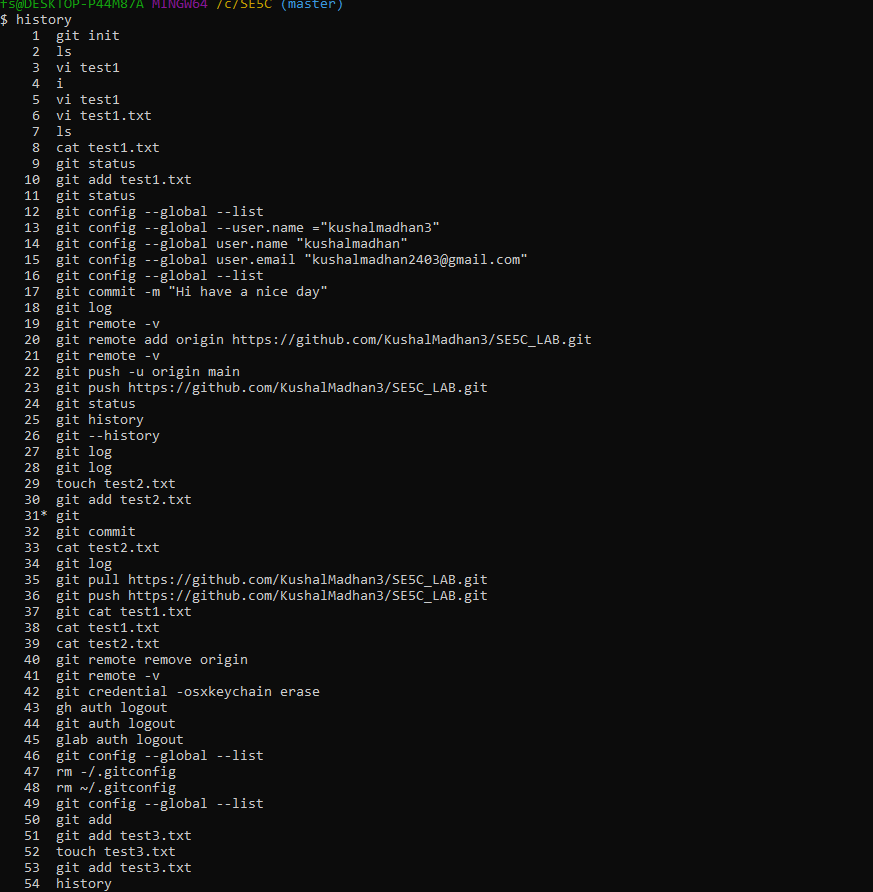 fs@DESKTOP-P44M87A MINGW64 /c/SE5C (master)
$ history
1 git init
2 ls
3 vi test1
4 i
5 vi test1
6 vi test1.txt
7 ls
8 cat test1.txt
9 git status
10 git add test1.txt
11 git status
12 git config --global --list
13 git config --global --user.name ="kushalmadhan3"
14 git config --global user.name "kushalmadhan"
15 git config --global user.email "kushalmadhan2403@gmail.com"
16 git config --global --list
17 git commit -m "Hi have a nice day"
18 git log
19 git remote -v
20 git remote add origin https://github.com/KushalMadhan3/SE5C_LAB.git
21 git remote -v
22 git push -u origin main
23 git push https://github.com/KushalMadhan3/SE5C_LAB.git
24 git status
25 git history
26 git --history
27 git log
28 git log
29 touch test2.txt
30 git add test2.txt
31* git
32 git commit
33 cat test2.txt
34 git log
35 git pull https://github.com/KushalMadhan3/SE5C_LAB.git
36 git push https://github.com/KushalMadhan3/SE5C_LAB.git
37 git cat test1.txt
38 cat test1.txt
39 cat test2.txt
40 git remote remove origin
41 git remote -v
42 git credential -osxkeychain erase
43 gh auth logout
44 git auth logout
45 glab auth logout
46 git config --global --list
47 rm -/.gitconfig
48 rm ~/.gitconfig
49 git config --global --list
50 git add
51 git add test3.txt
52 touch test3.txt
53 git add test3.txt
54 history